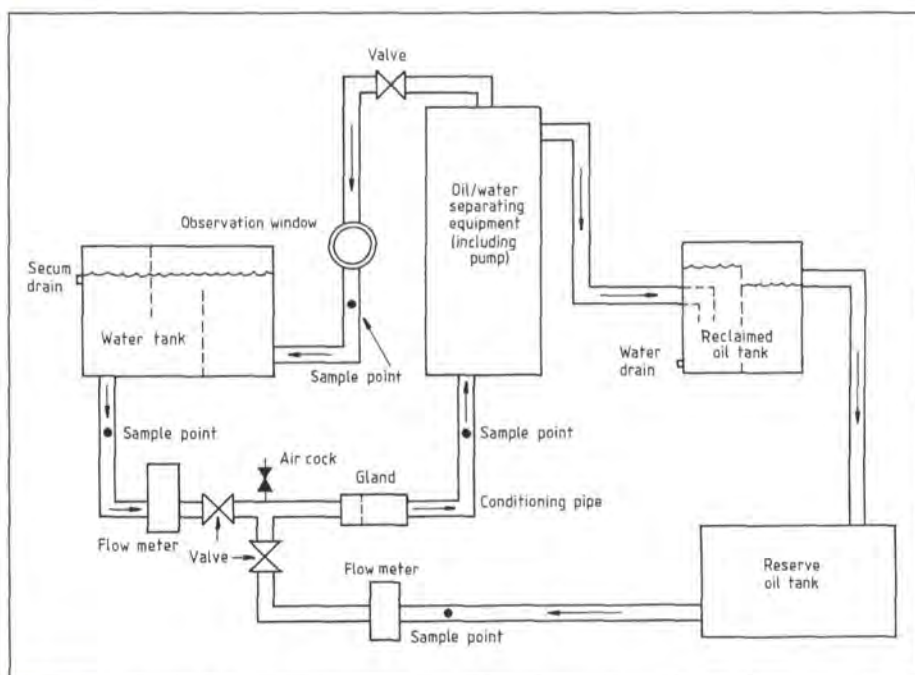 Valve
Oil/water
separating
equipment
(including
pump)
Observation window
Secum
drain
Water tank
Sample point
Reclaimed
oil tank
Water
drain
Sample point
Sample point
Air cock
Gland
Conditioning pipe
Flow meter
Valve
Flow meter
Reserve
oil tank
Sample point